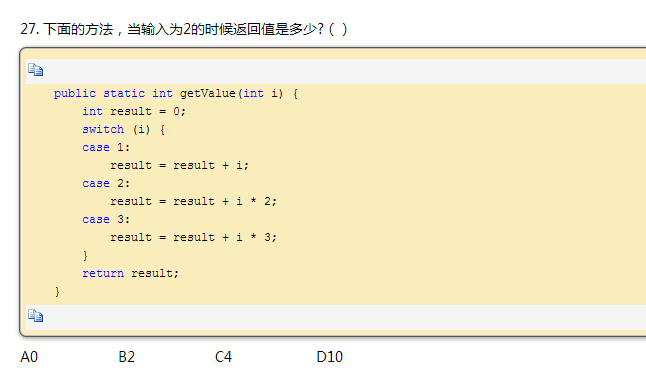 27. 下面的方法，当输入为2的时候返回值是多少?（ ）
public static int getValue(int i) {
int result = 0;
switch (i) {
case 1:
result = result + i;
case 2:
result = result + i * 2;
case 3:
result = result + i * 3;
}
return result;
}
A0 B2 C4 D10